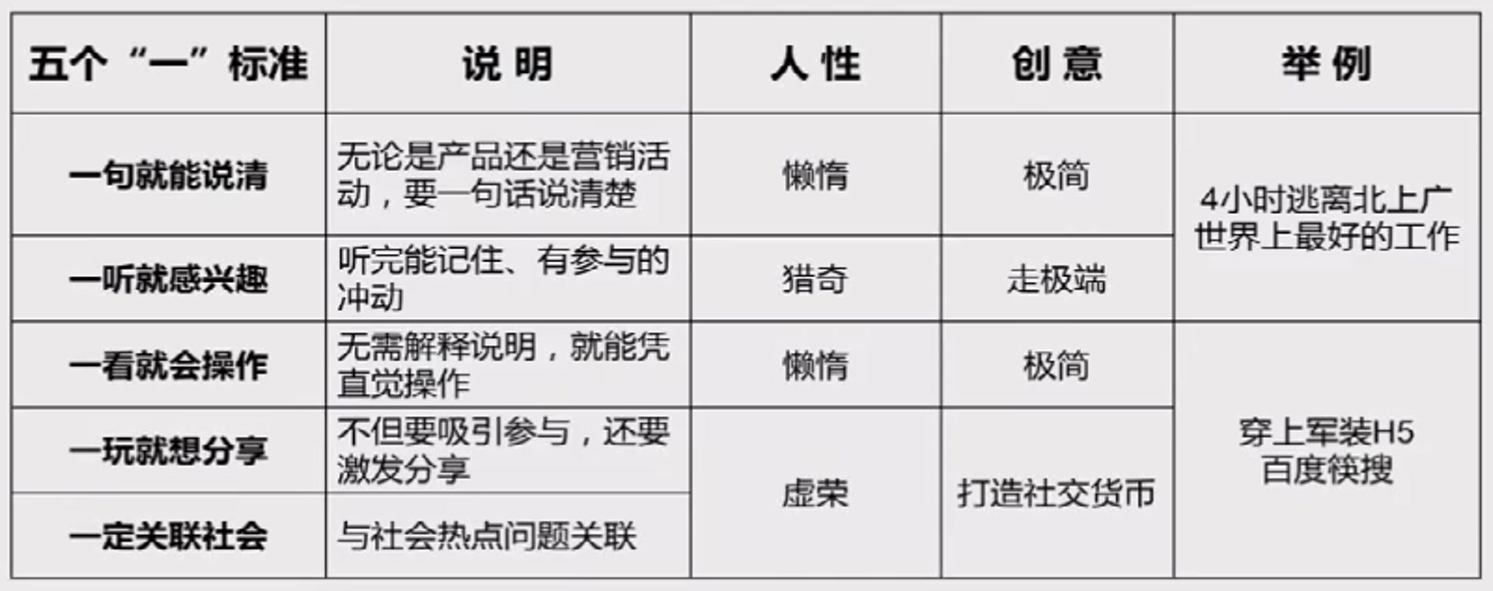 五个“一”标准
说明
人性
创意
举例
一句就能说清
无论是产品还是营销活
动，要一句话说清楚
懒惰
极简
4小时逃离北上广
世界上最好的工作
一听就感兴趣
听完能记住、有参与的
冲动
猎奇
走极端
一看就会操作
无需解释说明，就能凭
直觉操作
懒惰
极简
穿上军装H5
百度筷搜
一玩就想分享
不但要吸引参与，还要
激发分享
虚荣
打造社交货币
一定关联社会
与社会热点问题关联